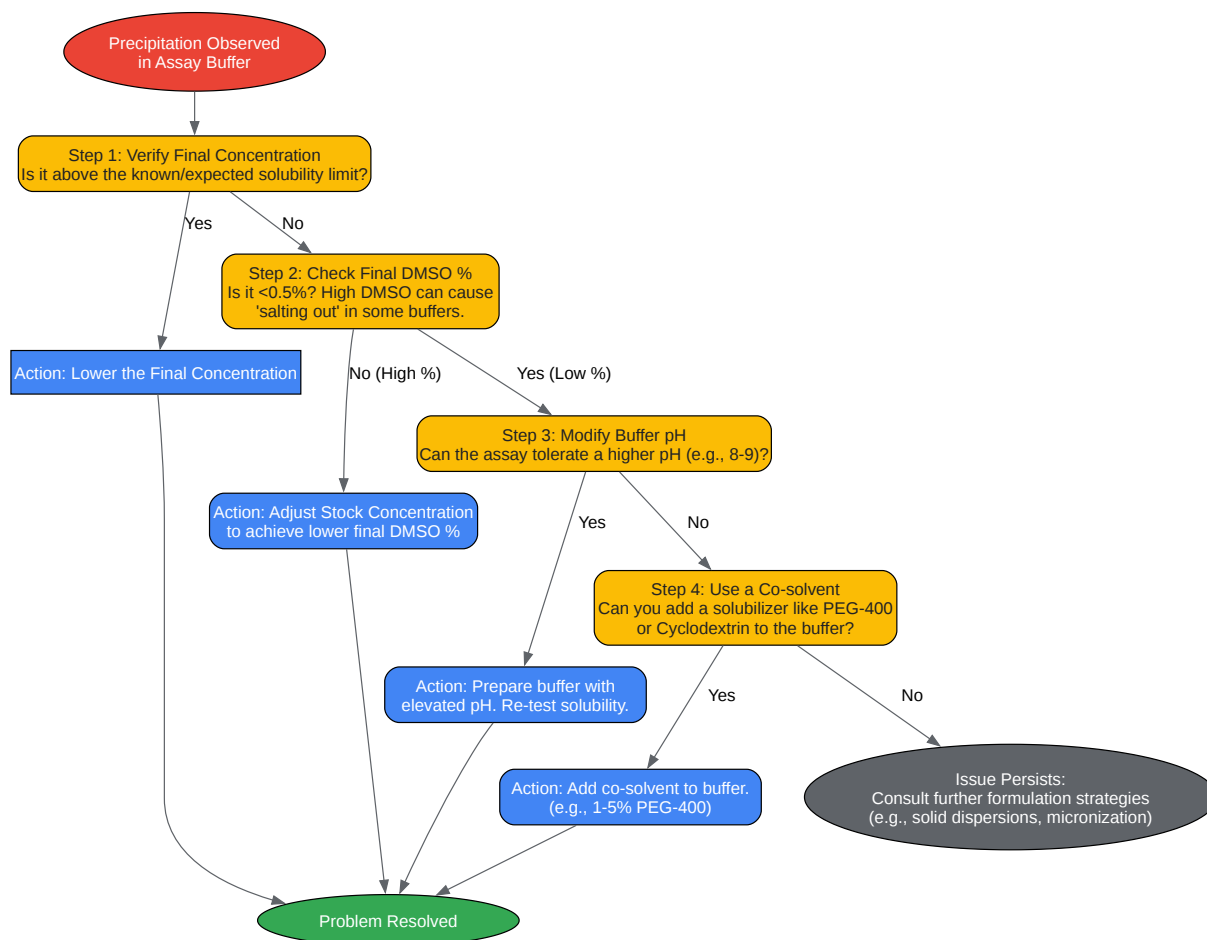 Precipitation Observed
in Assay Buffer
Step 1: Verify Final Concentration
Is it above the known/expected solubility limit?
Yes
No
Step 2: Check Final DMSO %
Is it <0.5%? High DMSO can cause
'salting out' in some buffers.
Action: Lower the Final Concentration
No (High %)
Yes (Low %)
Step 3: Modify Buffer pH
Can the assay tolerate a higher pH (e.g., 8-9)?
Action: Adjust Stock Concentration
to achieve lower final DMSO %
Yes
No
Step 4: Use a Co-solvent
Can you add a solubilizer like PEG-400
or Cyclodextrin to the buffer?
Action: Prepare buffer with
elevated pH. Re-test solubility.
Yes
No
Action: Add co-solvent to buffer.
(e.g., 1-5% PEG-400)
Issue Persists:
Consult further formulation strategies
(e.g., solid dispersions, micronization)
Problem Resolved